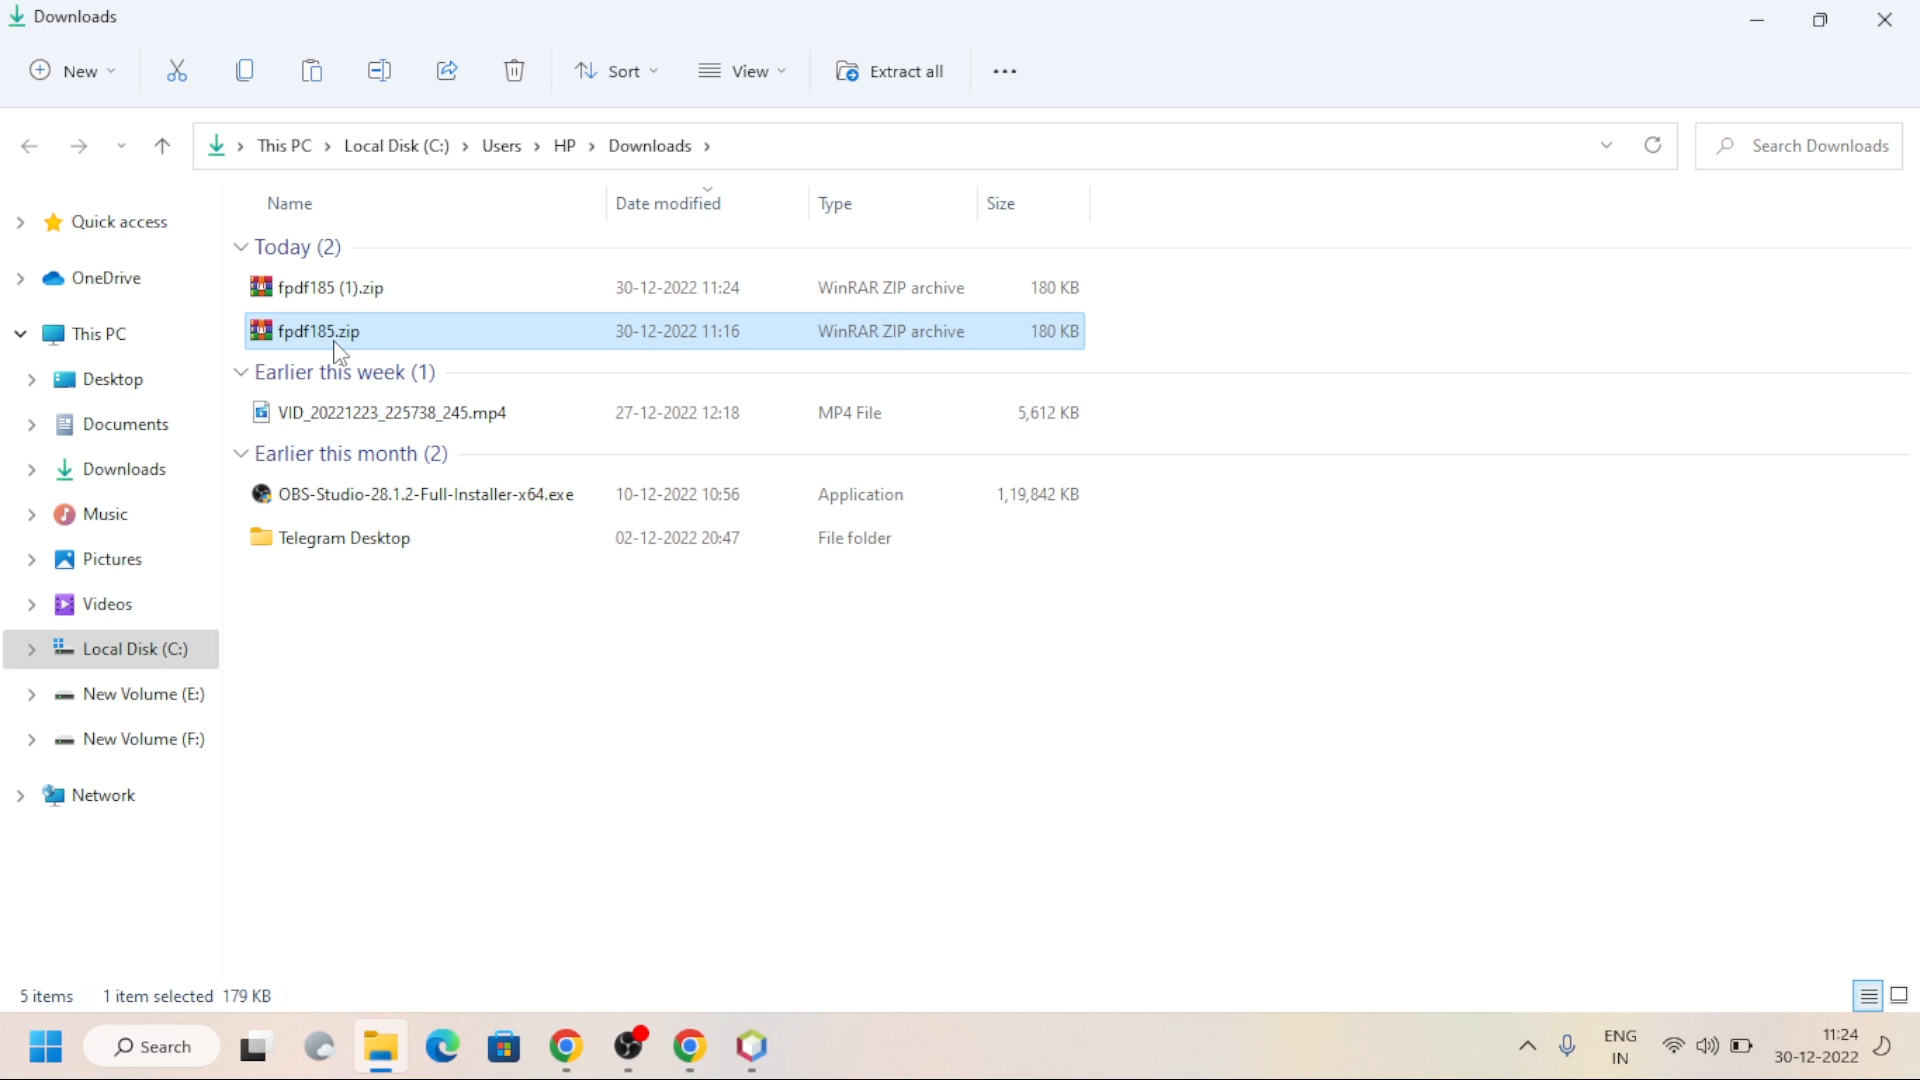 Downloads
New
Sort
View
Extract all
This PC
Local Disk (C:)
Users
HP
Downloads
Search Downloads
Name
Date modified
Type
Size
Quick access
OneDrive
This PC
Desktop
Documents
Downloads
Music
Pictures
Videos
Local Disk (C:)
New Volume (E:)
New Volume (F:)
Network
Today (2)
fpdf185 (1).zip 30-12-2022 11:24 WinRAR ZIP archive 180 KB
fpdf185.zip 30-12-2022 11:16 WinRAR ZIP archive 180 KB
Earlier this week (1)
VID_20221223_225738_245.mp4 27-12-2022 12:18 MP4 File 5,612 KB
Earlier this month (2)
OBS-Studio-28.1.2-Full-Installer-x64.exe 10-12-2022 10:56 Application 1,19,842 KB
Telegram Desktop 02-12-2022 20:47 File folder
5 items 1 item selected 179 KB
Search
ENG
IN
11:24
30-12-2022